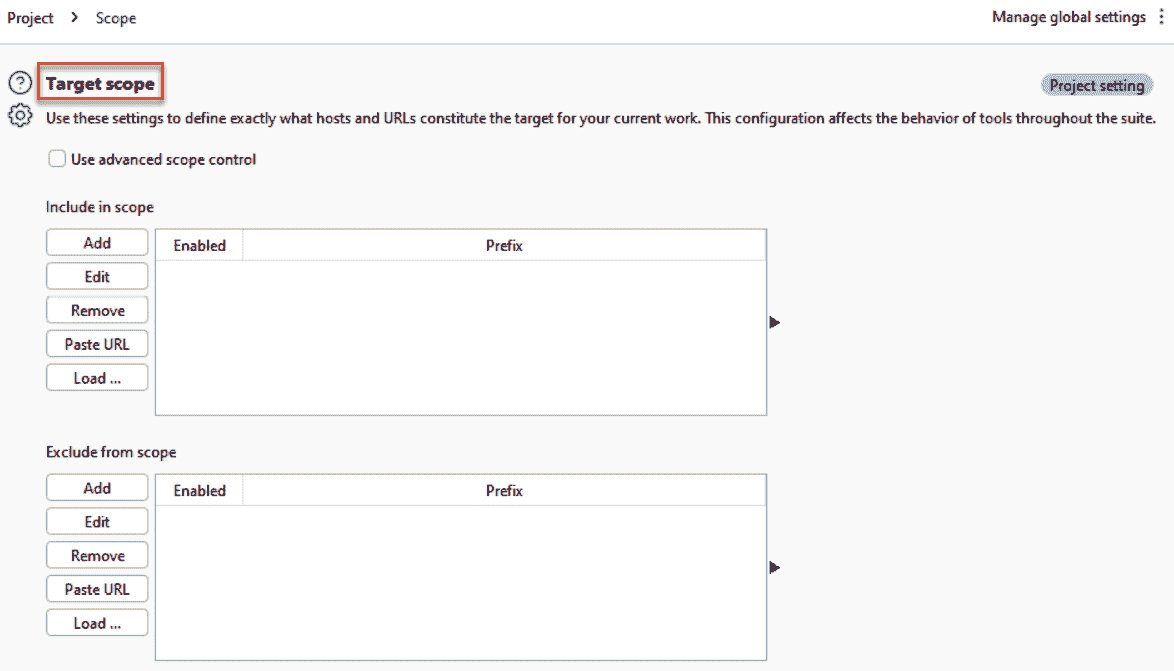 Project > Scope
Manage global settings
Target scope
Project setting
Use these settings to define exactly what hosts and URLs constitute the target for your current work. This configuration affects the behavior of tools throughout the suite.
Use advanced scope control
Include in scope
Add
Edit
Remove
Paste URL
Load ...
Enabled Prefix
Exclude from scope
Add
Edit
Remove
Paste URL
Load ...
Enabled Prefix